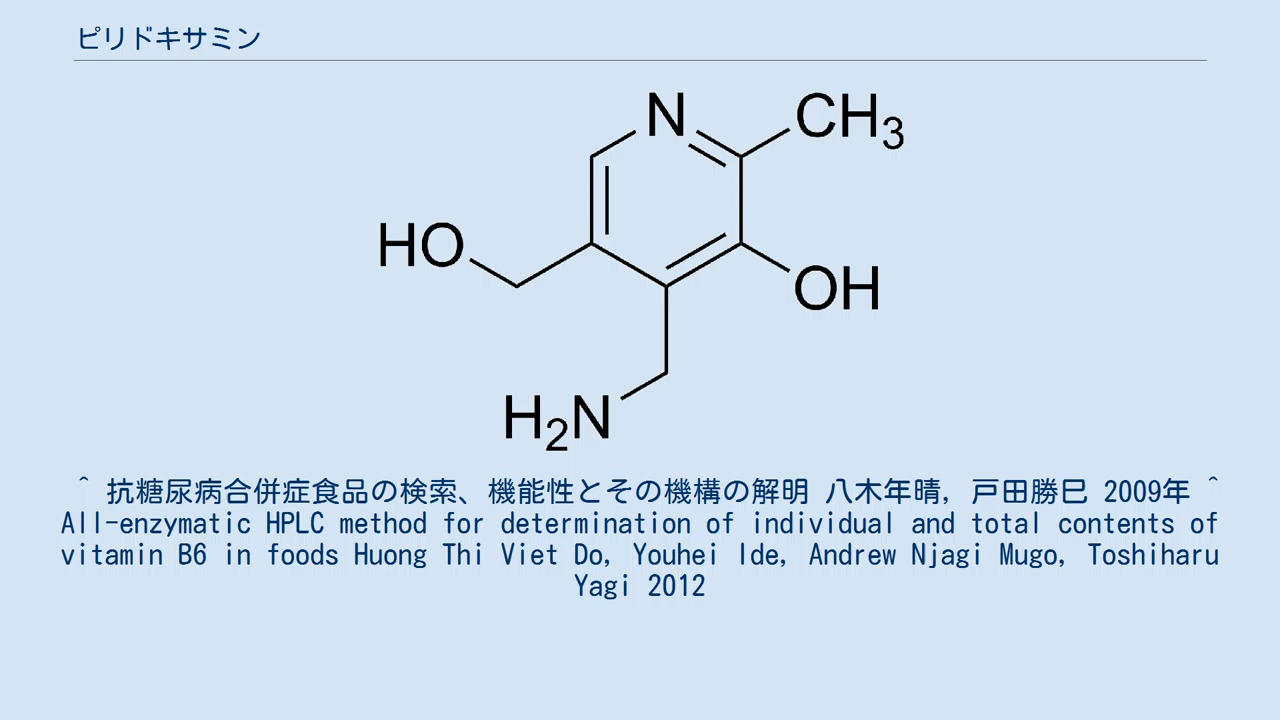 ピリドキサミン
N
CH3
HO
OH
H2N
^ 抗糖尿病合併症食品の検索、機能性とその機構の解明 八木年晴, 戸田勝巳 2009年 ^
All-enzymatic HPLC method for determination of individual and total contents of
vitamin B6 in foods Huong Thi Viet Do, Youhei Ide, Andrew Njagi Mugo, Toshiharu
Yagi 2012